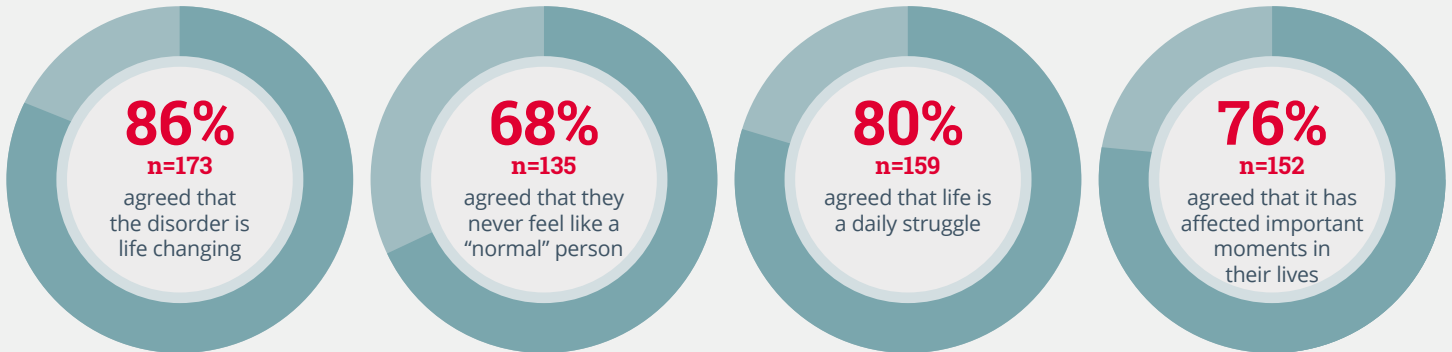 86%
n=173
agreed that
the disorder is
life changing
68%
n=135
agreed that they
never feel like a
“normal” person
80%
n=159
agreed that life is
a daily struggle
76%
n=152
agreed that it has
affected important
moments in
their lives